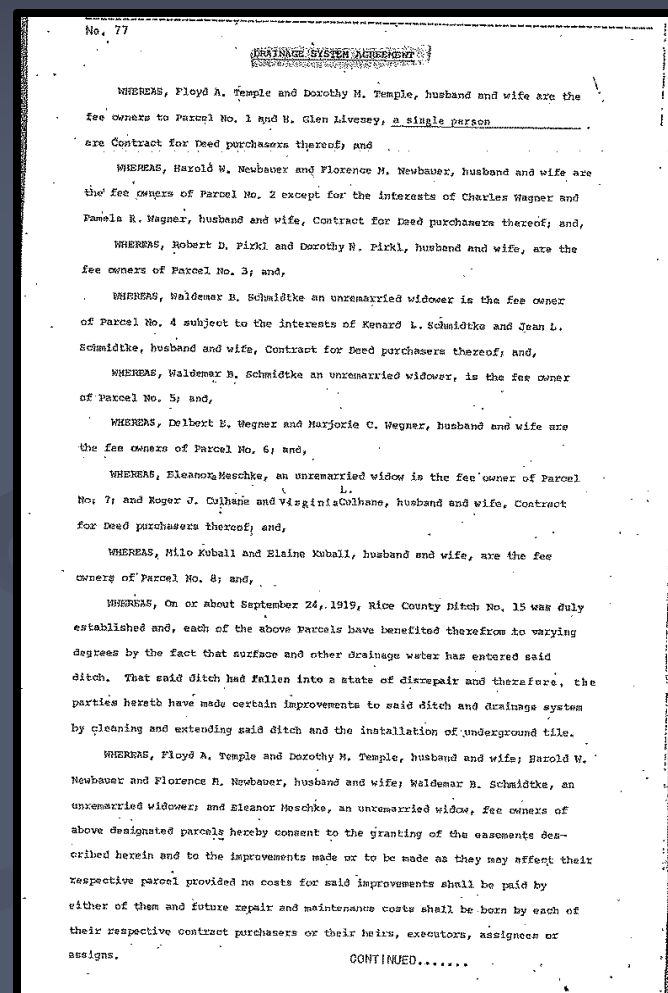 No. 77
DRAINAGE SYSTEM AGREEMENT
WHEREAS, Floyd A. Temple and Dorothy M. Temple, husband and wife are the
fee owners to Parcel No. 1 and H. Glen Livesey, a single person
are Contract for Deed purchasers thereof; and
WHEREAS, Harold W. Newbauer and Florence M. Newbauer, husband and wife are
the fee owners of Parcel No. 2 except for the interests of Charles Wagner and
Pamela R. Wagner, husband and wife, Contract for Deed purchasers thereof; and,
WHEREAS, Robert D. Pirkl and Dorothy N. Pirkl, husband and wife, are the
fee owners of Parcel No. 3; and,
WHEREAS, Waldemar B. Schmidtke an unremarried widower is the fee owner
of Parcel No. 4 subject to the interests of Kenard L. Schmidtke and Jean L.
Schmidtke, husband and wife, Contract for Deed purchasers thereof; and,
WHEREAS, Waldemar B. Schmidtke an unremarried widower, is the fee owner
of Parcel No. 5; and,
WHEREAS, Delbert E. Wegner and Marjorie C. Wegner, husband and wife are
the fee owners of Parcel No. 6; and,
WHEREAS, Eleanor Meschke, an unremarried widow is the fee owner of Parcel
No. 7; and Roger J. Culhane and Virginia L. Culhane, husband and wife, Contract
for Deed purchasers thereof; and,
WHEREAS, Milo Kuball and Elaine Kuball, husband and wife, are the fee
owners of Parcel No. 8; and,
WHEREAS, On or about September 24, 1919, Rice County Ditch No. 15 was duly
established and, each of the above Parcels have benefited therefrom to varying
degrees by the fact that surface and other drainage water has entered said
ditch. That said ditch had fallen into a state of disrepair and therefore, the
parties hereto have made certain improvements to said ditch and drainage system
by cleaning and extending said ditch and the installation of underground tile.
WHEREAS, Floyd A. Temple and Dorothy M. Temple, husband and wife; Harold W.
Newbauer and Florence M. Newbauer, husband and wife; Waldemar B. Schmidtke, an
unremarried widower; and Eleanor Meschke, an unremarried widow, fee owners of
above designated parcels hereby consent to the granting of the easements des-
cribed herein and to the improvements made or to be made as they may affect their
respective parcel provided no costs for said improvements shall be paid by
either of them and future repair and maintenance costs shall be born by each of
their respective contract purchasers or their heirs, executors, assignees or
assigns.
CONTINUED.......